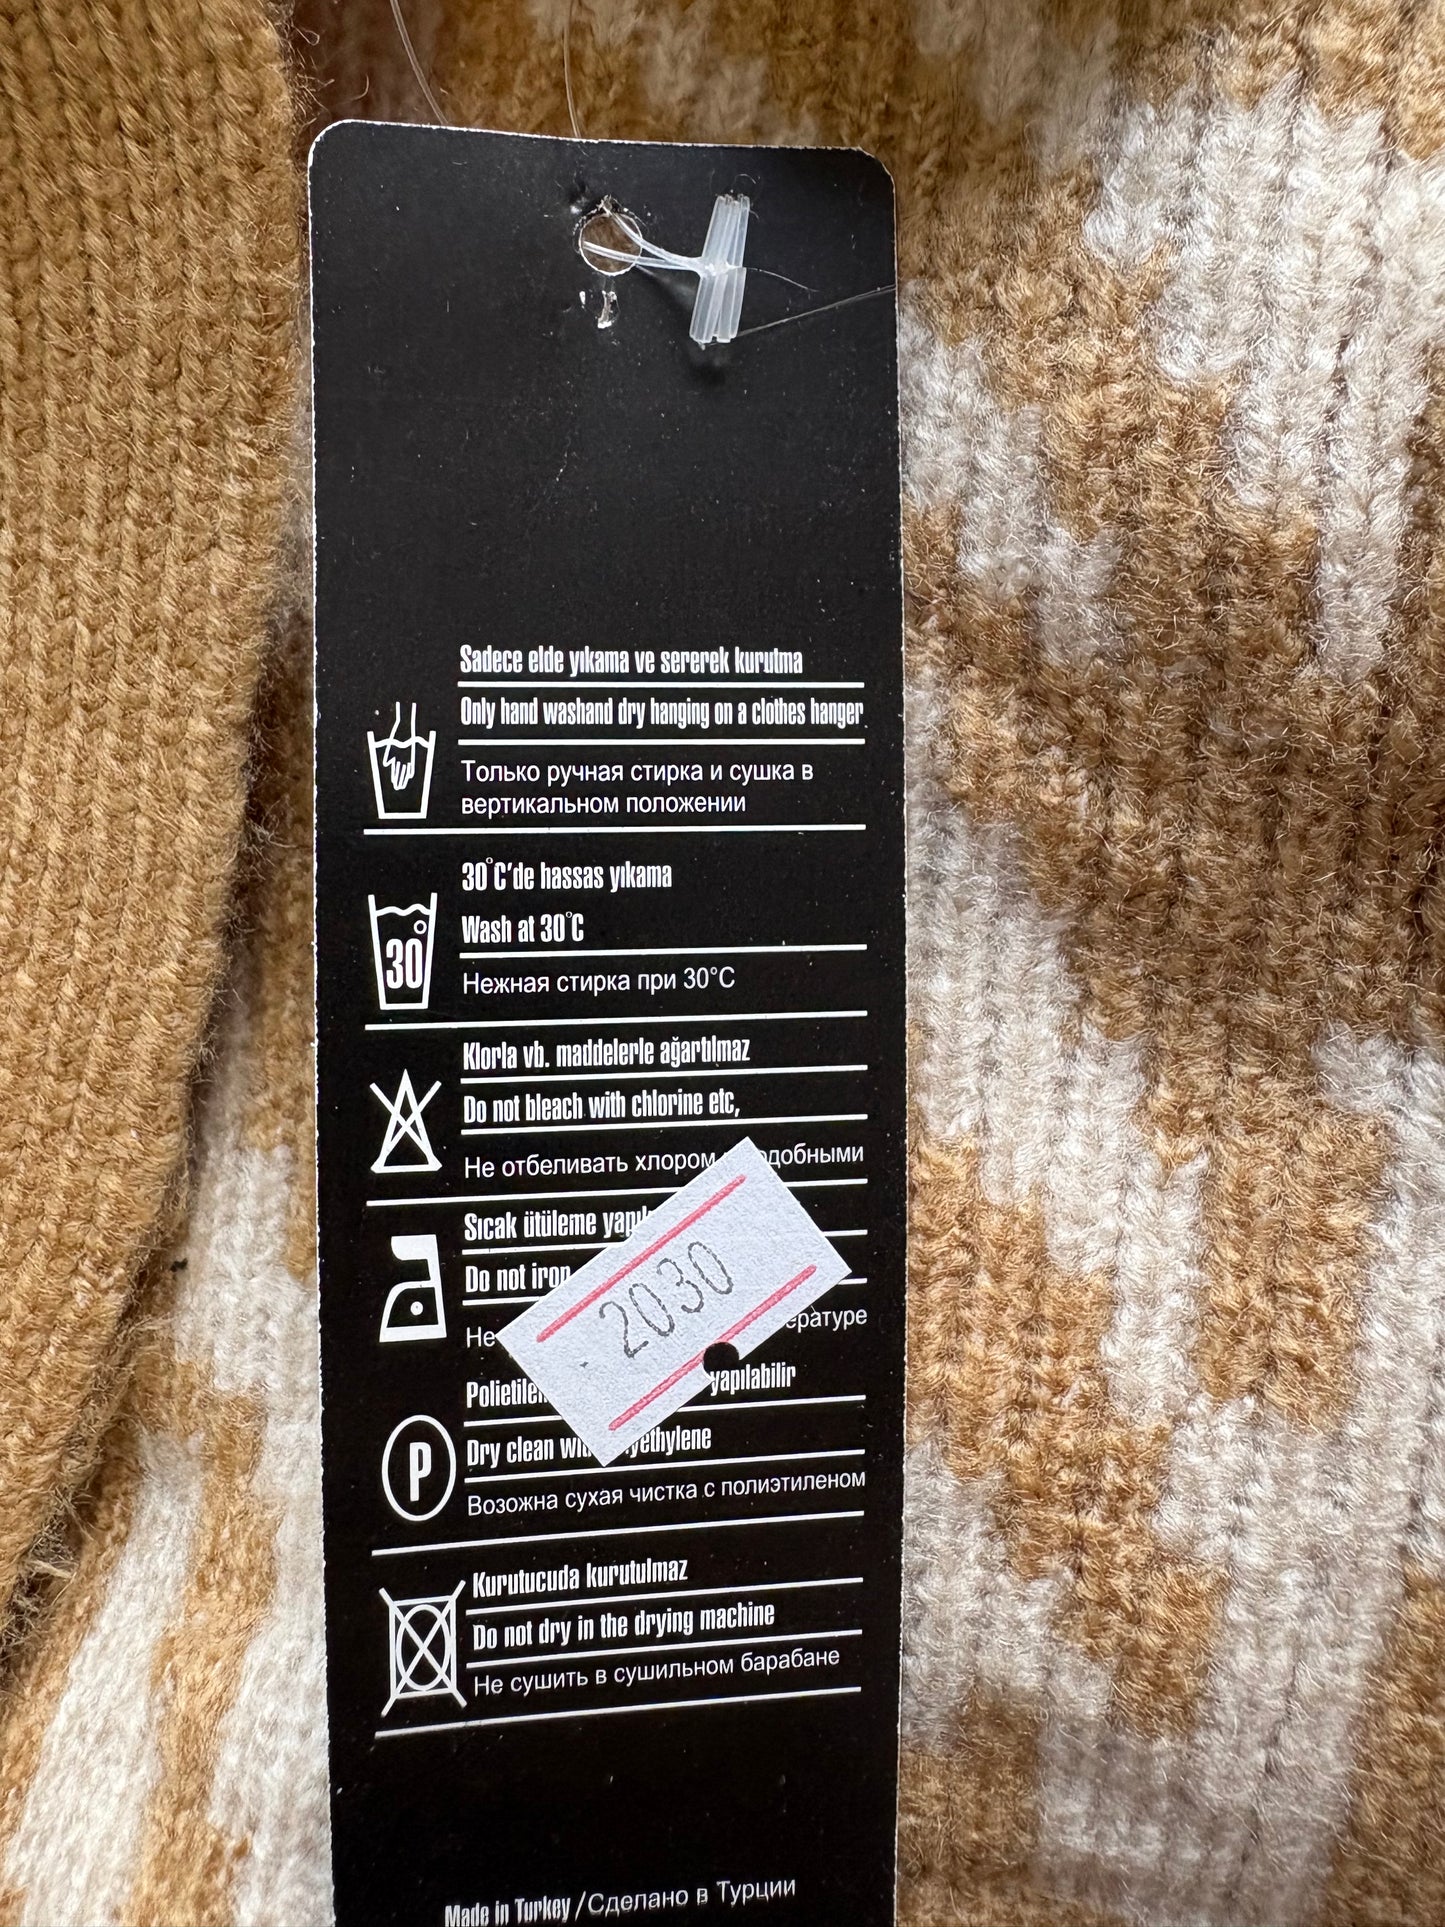 Sadece elde yıkama ve sererek kurutma
Only hand washand dry hanging on a clothes hanger
Только ручная стирка и сушка в
вертикальном положении
30°C'de hassas yıkama
Wash at 30°C
30°
Нежная стирка при 30°C
Klorla vb. maddelerle ağartılmaz
Do not bleach with chlorine etc,
Не отбеливать хлором
Sıcak ütüleme
Do not iron
2030
Не
yapılabilir
Dry clean
P
Возожна сухая чистка с полиэтиленом
Kurutucuda kurutulmaz
Do not dry in the drying machine
Не сушить в сушильном барабане
Made in Turkey / Сделано в Турции